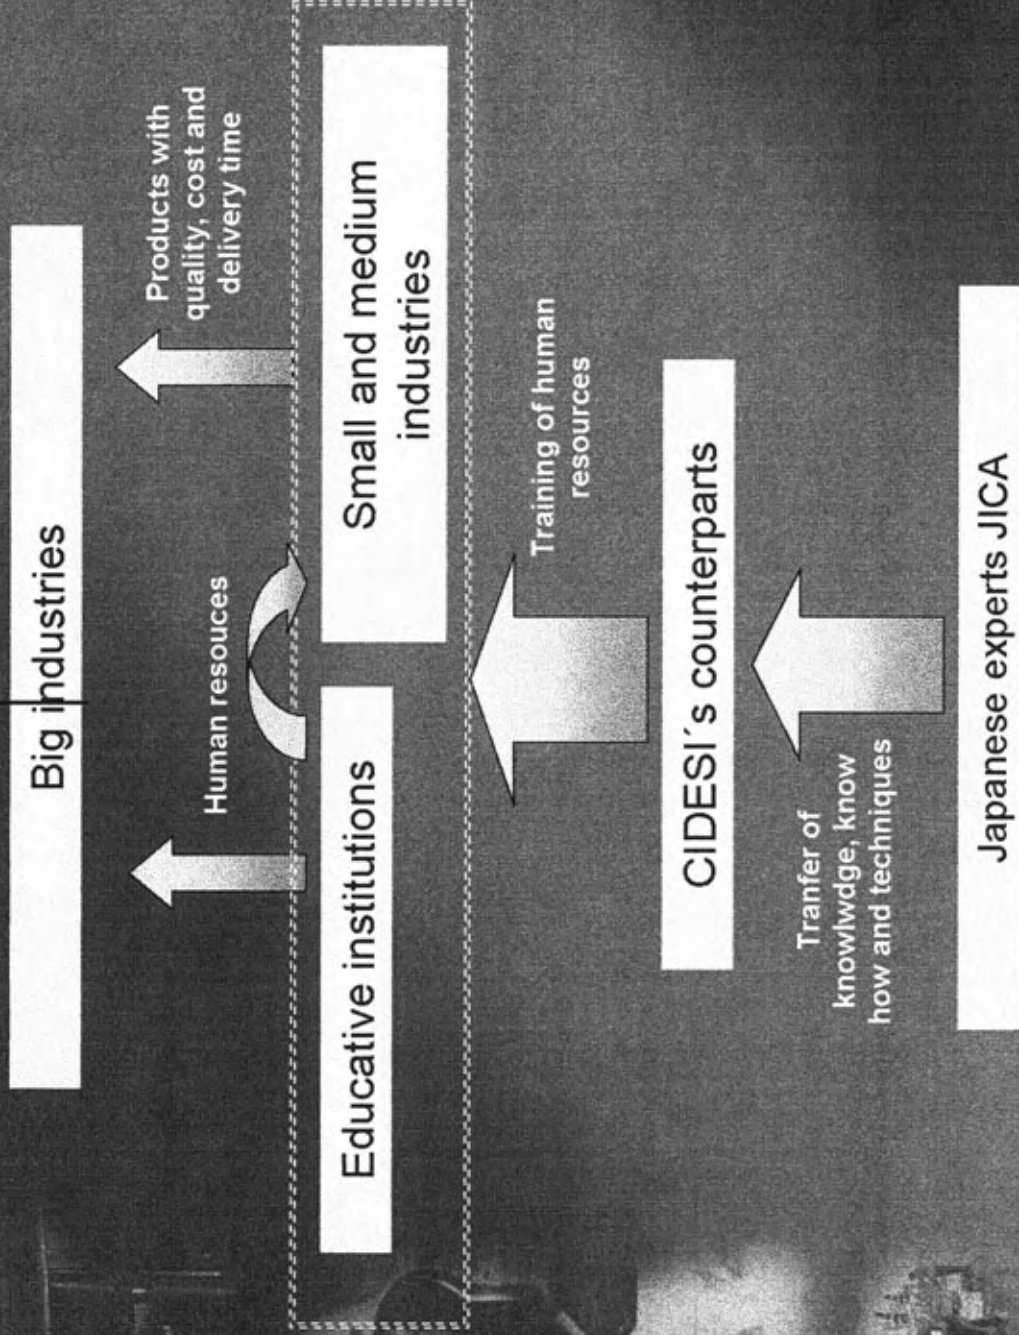 Big industries
Human resouces
Products with
quality, cost and
delivery time
Educative institutions
Small and medium
industries
Training of human
resources
CIDESI´s counterparts
Tranfer of
knowlwdge, know
how and techniques
Japanese experts JICA